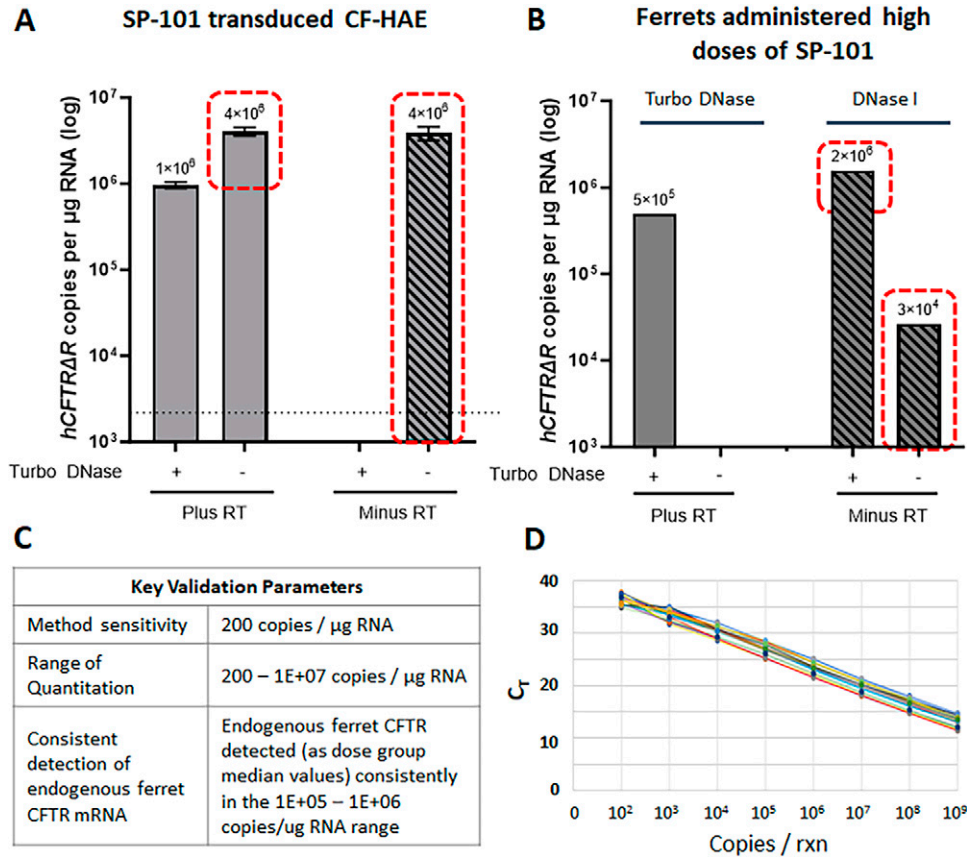 A
SP-101 transduced CF-HAE
hCFTRΔR copies per µg RNA (log)
10⁷
10⁶
10⁵
10⁴
10³
1×10⁶
4×10⁶
4×10⁶
Turbo DNase
+
-
+
-
Plus RT
Minus RT
B
Ferrets administered high
doses of SP-101
Turbo DNase
DNase I
hCFTRΔR copies per µg RNA (log)
10⁷
10⁶
10⁵
10⁴
10³
5×10⁵
2×10⁶
3×10⁴
Turbo DNase
+
-
+
-
Plus RT
Minus RT
C
Key Validation Parameters
Method sensitivity
200 copies / µg RNA
Range of
Quantitation
200 – 1E+07 copies / µg RNA
Consistent
detection of
endogenous ferret
CFTR mRNA
Endogenous ferret CFTR
detected (as dose group
median values) consistently
in the 1E+05 – 1E+06
copies/ug RNA range
D
C_T
40
30
20
10
0
0
10²
10³
10⁴
10⁵
10⁶
10⁷
10⁸
10⁹
Copies / rxn